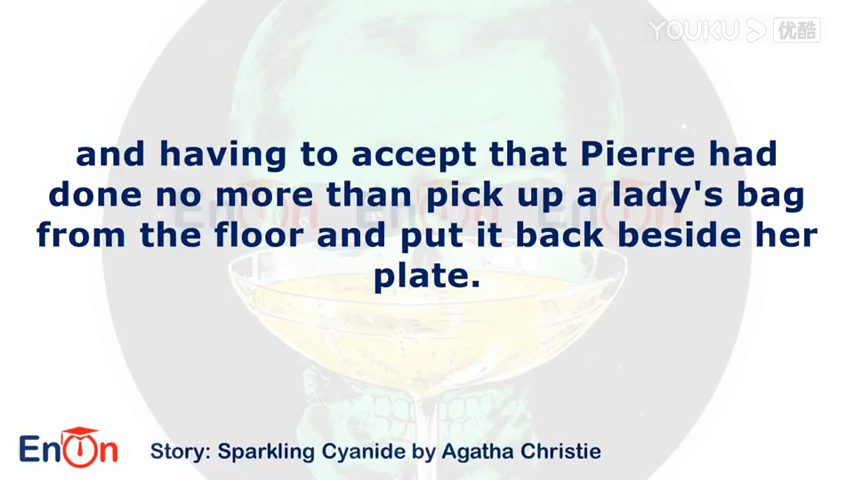 YOUKU 优酷
and having to accept that Pierre had
done no more than pick up a lady's bag
from the floor and put it back beside her
plate.
EnOn
Story: Sparkling Cyanide by Agatha Christie